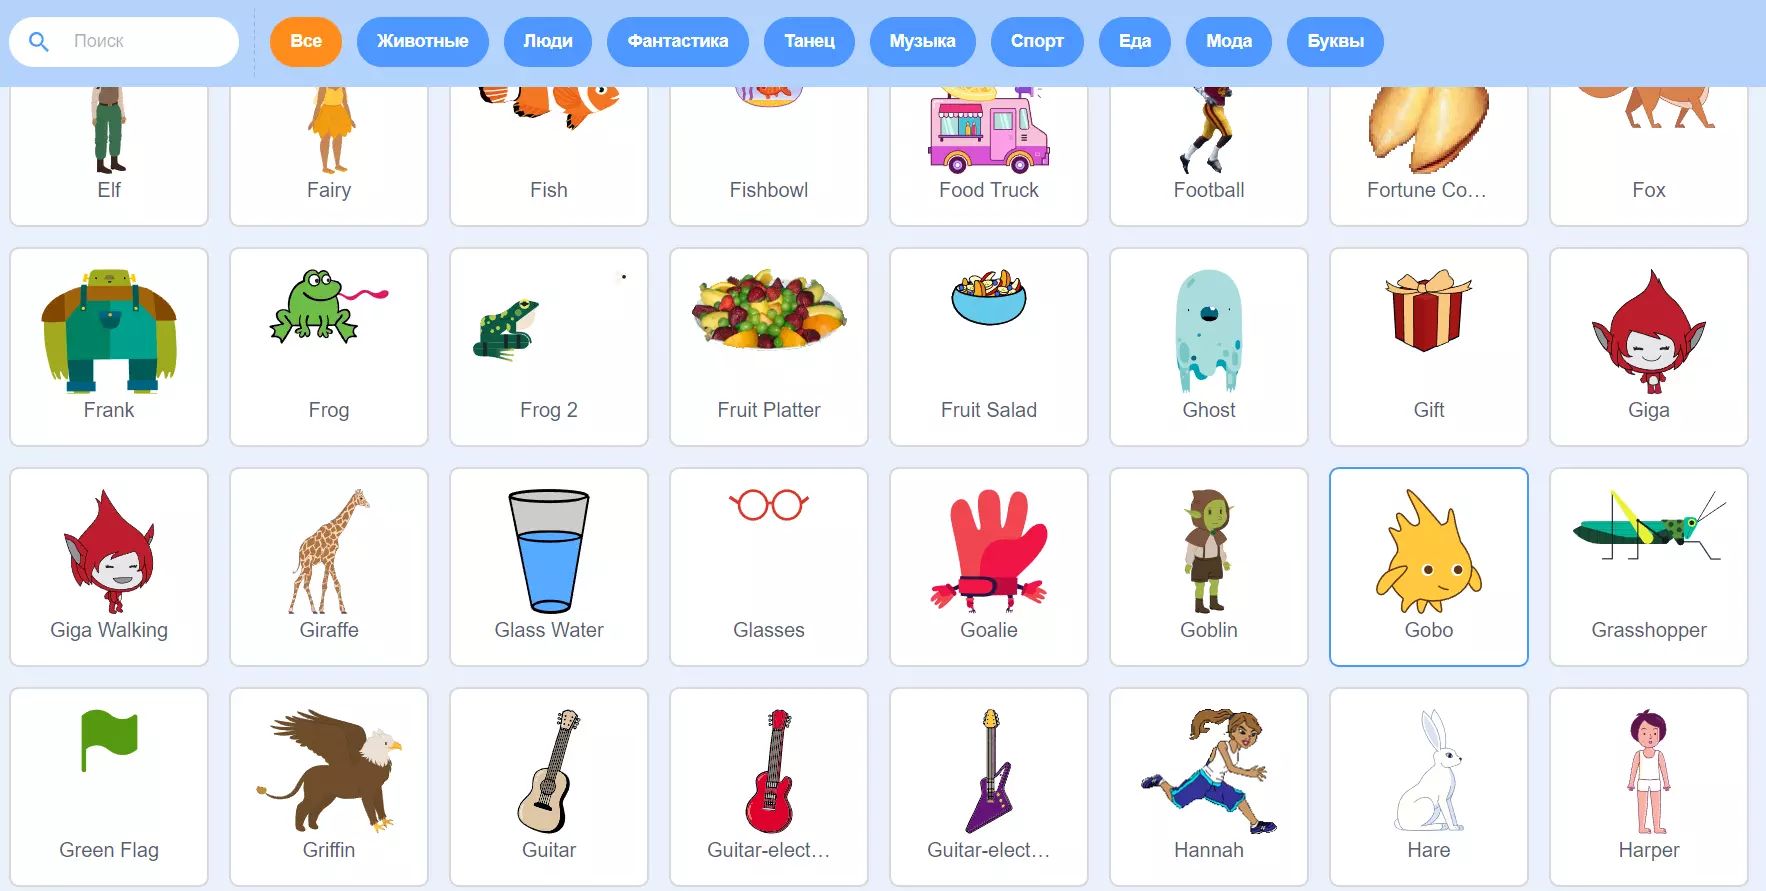 Поиск
Все
Животные
Люди
Фантастика
Танец
Музыка
Спорт
Еда
Мода
Буквы
Elf
Fairy
Fish
Fishbowl
Food Truck
Football
Fortune Co...
Fox
Frank
Frog
Frog 2
Fruit Platter
Fruit Salad
Ghost
Gift
Giga
Giga Walking
Giraffe
Glass Water
Glasses
Goalie
Goblin
Gobo
Grasshopper
Green Flag
Griffin
Guitar
Guitar-elect...
Guitar-elect...
Hannah
Hare
Harper